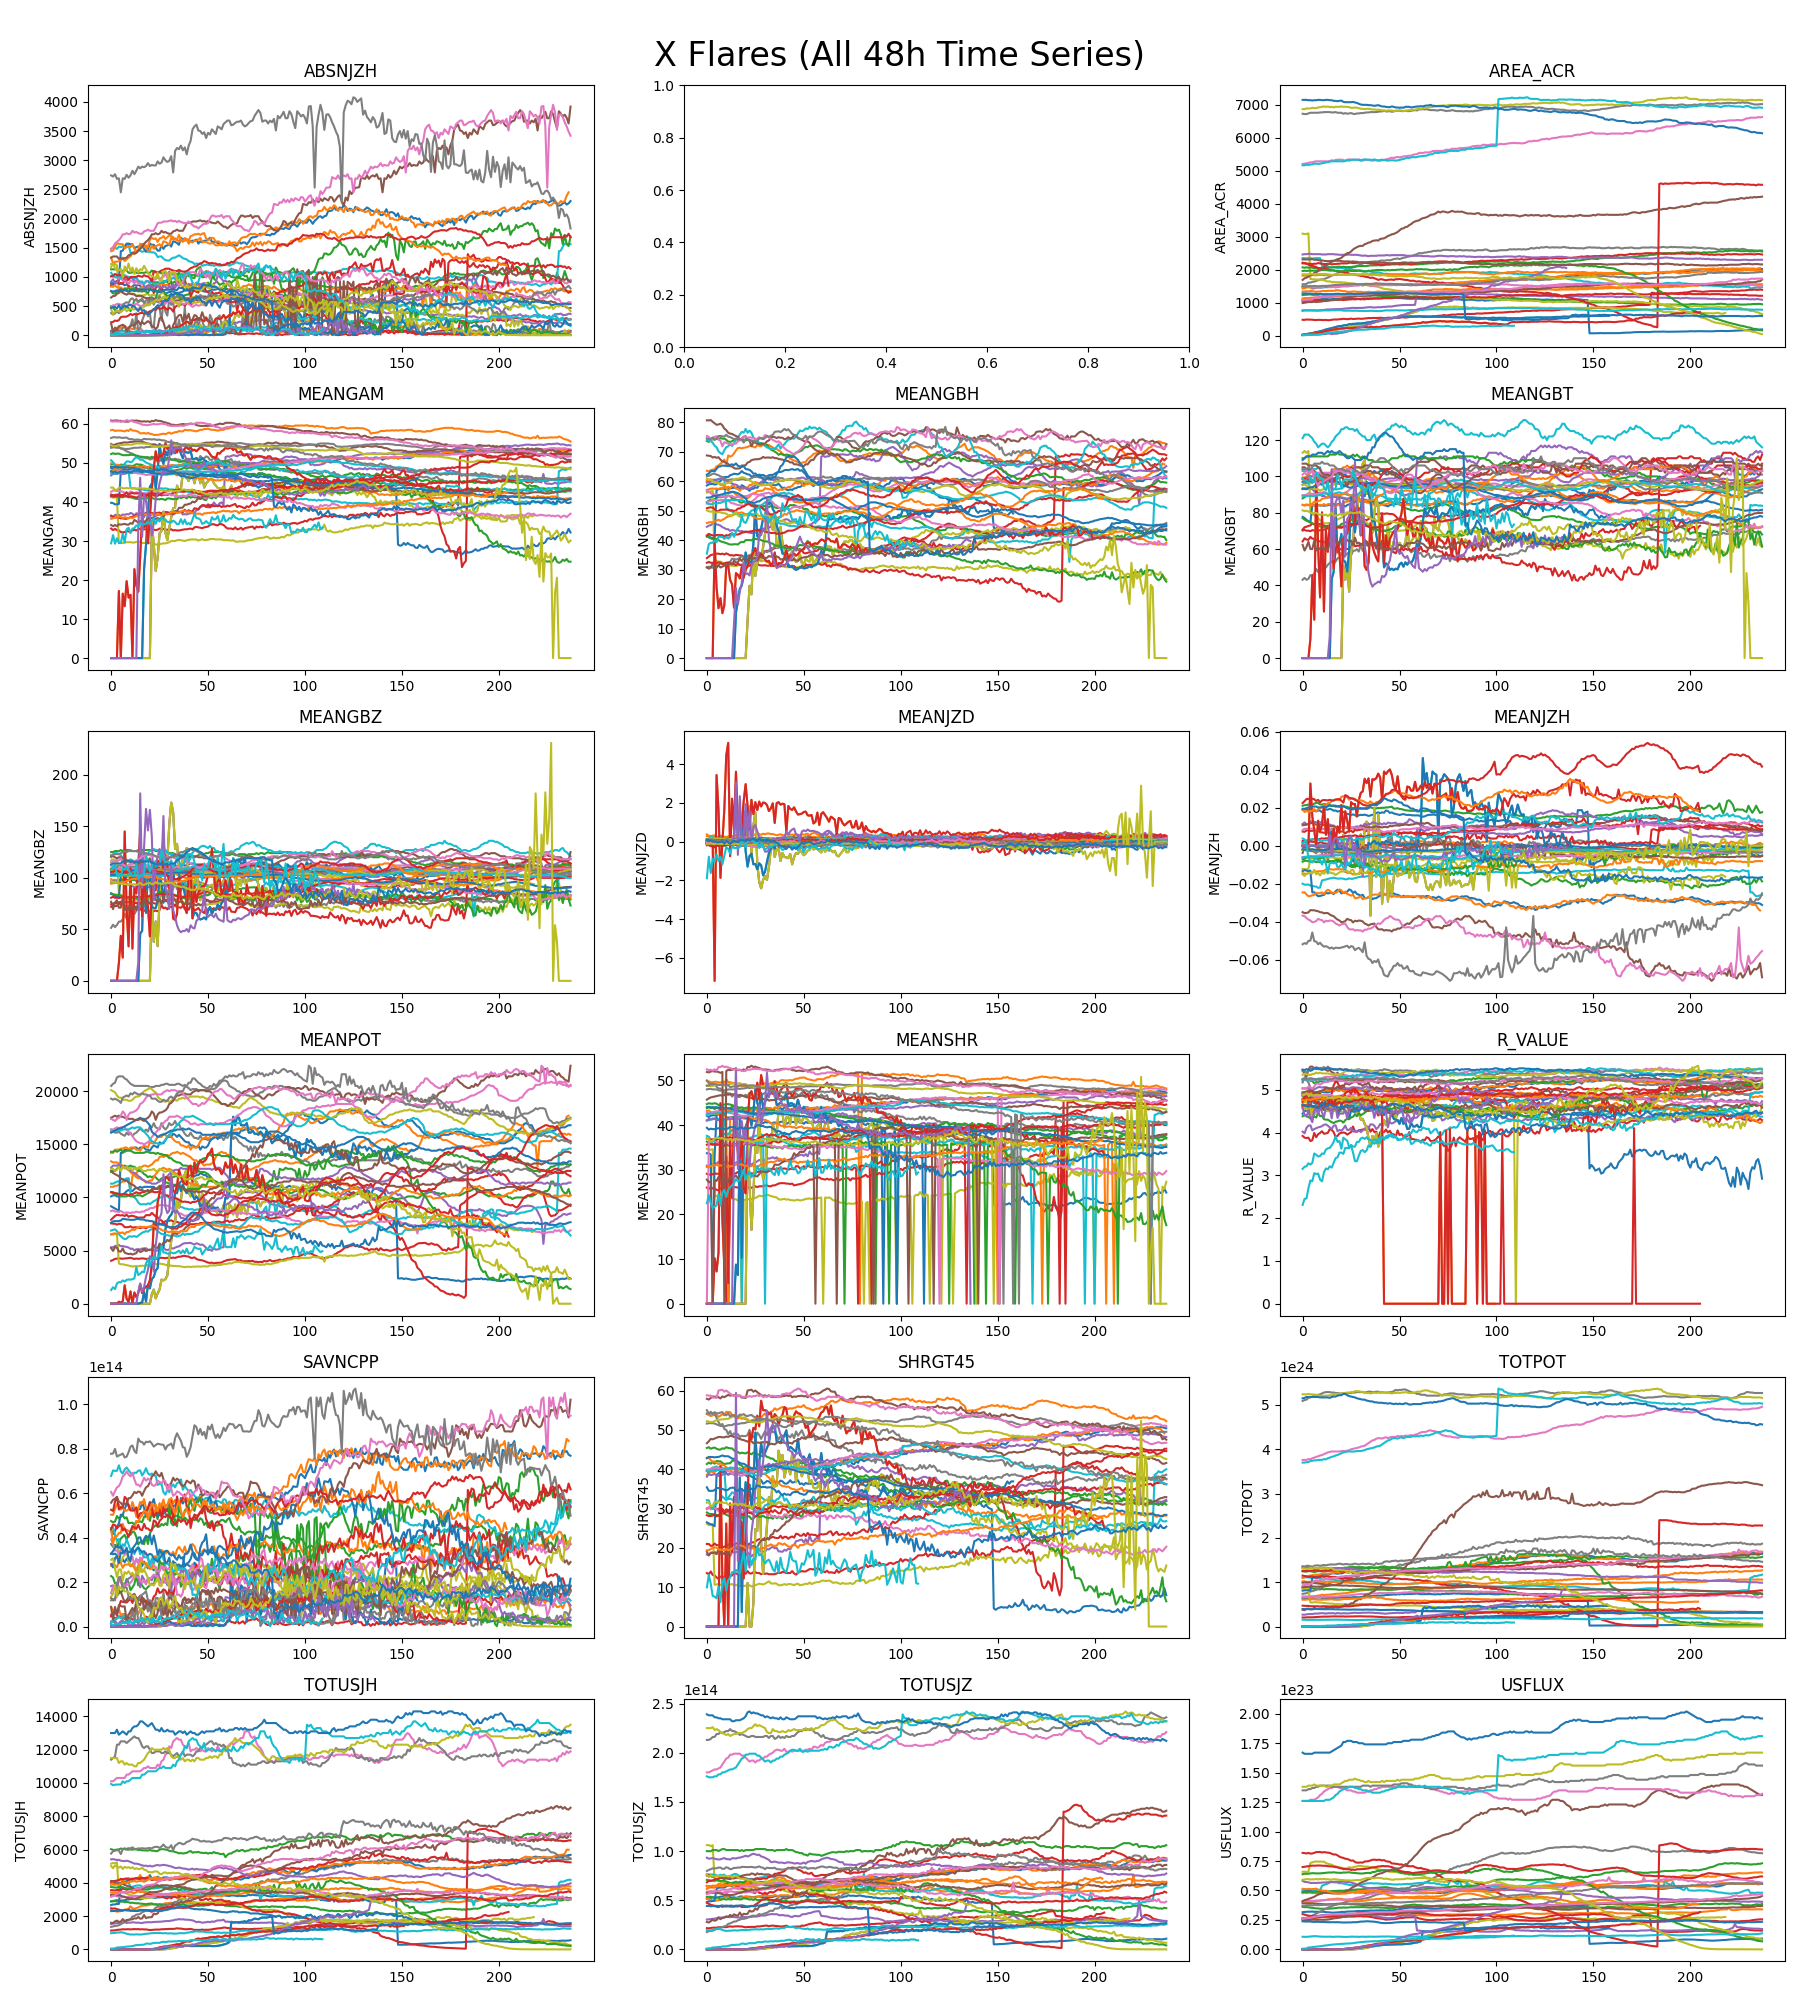 X Flares (All 48h Time Series)
ABSNJZH
AREA_ACR
ABSNJZH
AREA_ACR
4000
3500
3000
2500
2000
1500
1000
500
0
0 50 100 150 200
1.0
0.8
0.6
0.4
0.2
0.0
0.0 0.2 0.4 0.6 0.8 1.0
7000
6000
5000
4000
3000
2000
1000
0
0 50 100 150 200
MEANGAM
MEANGBH
MEANGBT
MEANGAM
60
50
40
30
20
10
0
0 50 100 150 200
MEANGBH
80
70
60
50
40
30
20
10
0
0 50 100 150 200
MEANGBT
120
100
80
60
40
20
0
0 50 100 150 200
MEANGBZ
MEANJZD
MEANJZH
MEANGBZ
200
150
100
50
0
0 50 100 150 200
MEANJZD
4
2
0
−2
−4
−6
0 50 100 150 200
MEANJZH
0.06
0.04
0.02
0.00
−0.02
−0.04
−0.06
0 50 100 150 200
MEANPOT
MEANSHR
R_VALUE
MEANPOT
20000
15000
10000
5000
0
0 50 100 150 200
MEANSHR
50
40
30
20
10
0
0 50 100 150 200
R_VALUE
5
4
3
2
1
0
0 50 100 150 200
SAVNCPP
SHRGT45
TOTPOT
1e14
SAVNCPP
1.0
0.8
0.6
0.4
0.2
0.0
0 50 100 150 200
SHRGT45
60
50
40
30
20
10
0
0 50 100 150 200
1e24
TOTPOT
5
4
3
2
1
0
0 50 100 150 200
TOTUSJH
TOTUSJZ
USFLUX
TOTUSJH
14000
12000
10000
8000
6000
4000
2000
0
0 50 100 150 200
1e14
TOTUSJZ
2.5
2.0
1.5
1.0
0.5
0.0
0 50 100 150 200
1e23
USFLUX
2.00
1.75
1.50
1.25
1.00
0.75
0.50
0.25
0.00
0 50 100 150 200